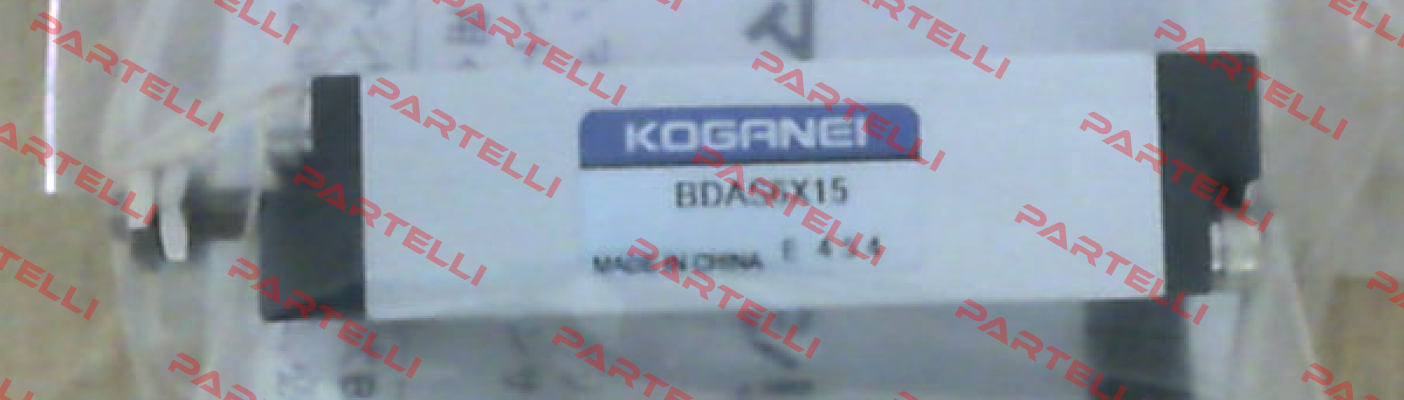 KOGANEI
BDAS6X15
MADE IN CHINA
PARTELLI